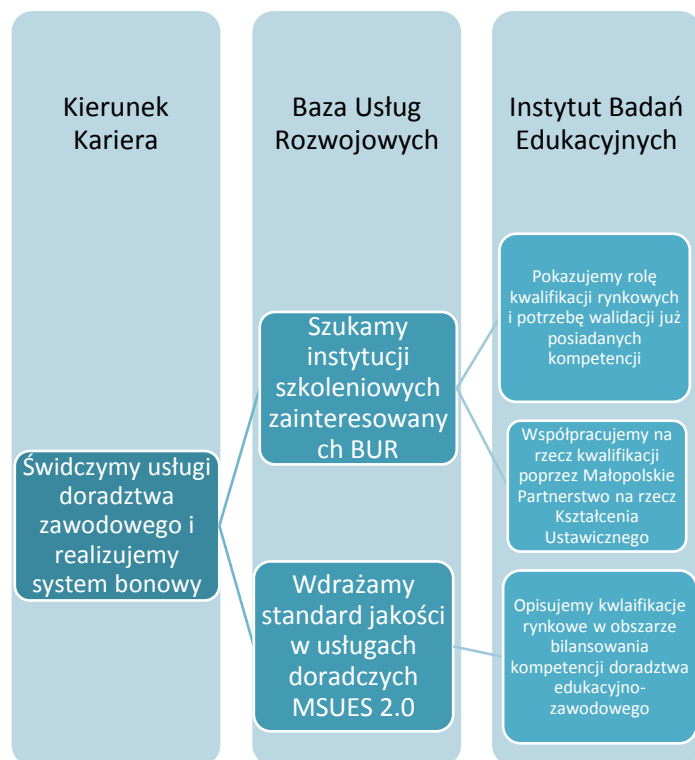 Kierunek
Kariera
Baza Usług
Rozwojowych
Instytut Badań
Edukacyjnych
Świdczymy usługi
doradztwa
zawodowego i
realizujemy
system bonowy
Szukamy
instytucji
szkoleniowych
zainteresowany
ch BUR
Wdrażamy
standard jakości
w usługach
doradczych
MSUES 2.0
Pokazujemy rolę
kwalifikacji rynkowych
i potrzebę walidacji już
posiadanych
kompetencji
Współpracujemy na
rzecz kwalifikacji
poprzez Małopolskie
Partnerstwo na rzecz
Kształcenia
Ustawicznego
Opisujemy kwlaifikacje
rynkowe w obszarze
bilansowania
kompetencji doradztwa
edukacyjno-
zawodowego